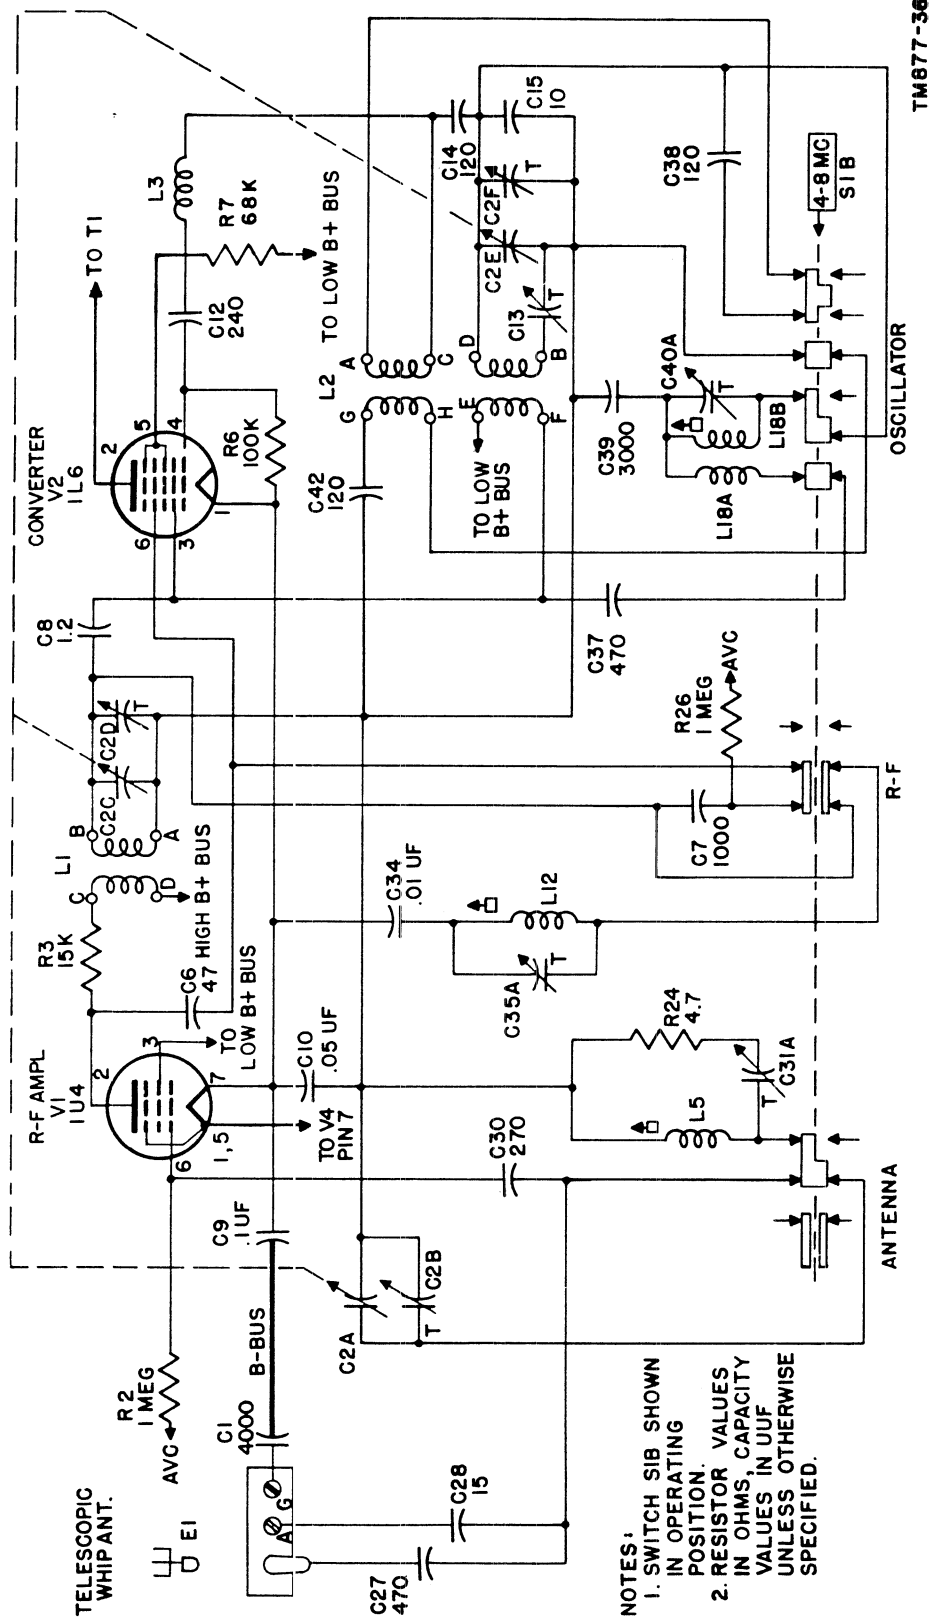 TELESCOPIC
WHIP ANT.
E1
AVC
R2
1 MEG
C1
4000
A
G
C27
470
C28
15
B-BUS
C9
.1UF
C2A
C2B
T
R-F AMPL
V1
1U4
2
3
6
7
1,5
TO
LOW B+ BUS
TO V4
PIN 7
C10
.05 UF
C30
270
R3
15K
C6
47
HIGH B+ BUS
L1
C
D
B
A
C2C
C2D
T
C8
1.2
C34
.01 UF
C35A
T
L12
L5
R24
4.7
T
C31A
C7
1000
R26
1 MEG
AVC
CONVERTER
V2
1L6
2
5
4
6
3
1
TO T1
R6
100K
C12
240
L3
R7
68K
TO LOW B+ BUS
C42
120
L2
G
H
A
C
E
F
D
B
TO LOW
B+ BUS
C13
T
C2E
C2F
T
C14
120
C15
10
C37
470
C39
3000
C40A
T
L18A
L18B
C38
120
4-8 MC
S1B
ANTENNA
R-F
OSCILLATOR
NOTES:
1. SWITCH S1B SHOWN
IN OPERATING
POSITION.
2. RESISTOR VALUES
IN OHMS, CAPACITY
VALUES IN UUF
UNLESS OTHERWISE
SPECIFIED.